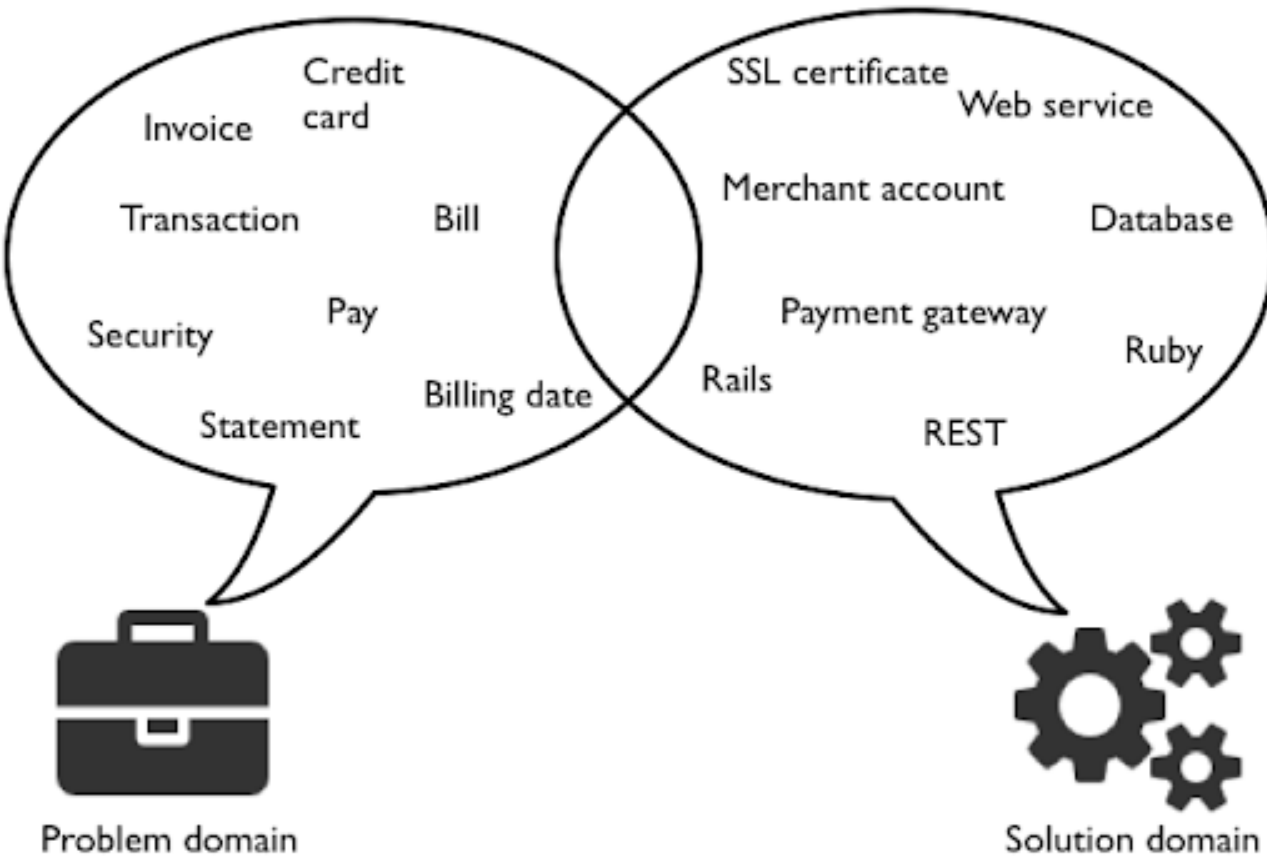 Credit
card
Invoice
Transaction
Bill
Pay
Security
Billing date
Statement
SSL certificate
Web service
Merchant account
Database
Payment gateway
Ruby
Rails
REST
Problem domain
Solution domain